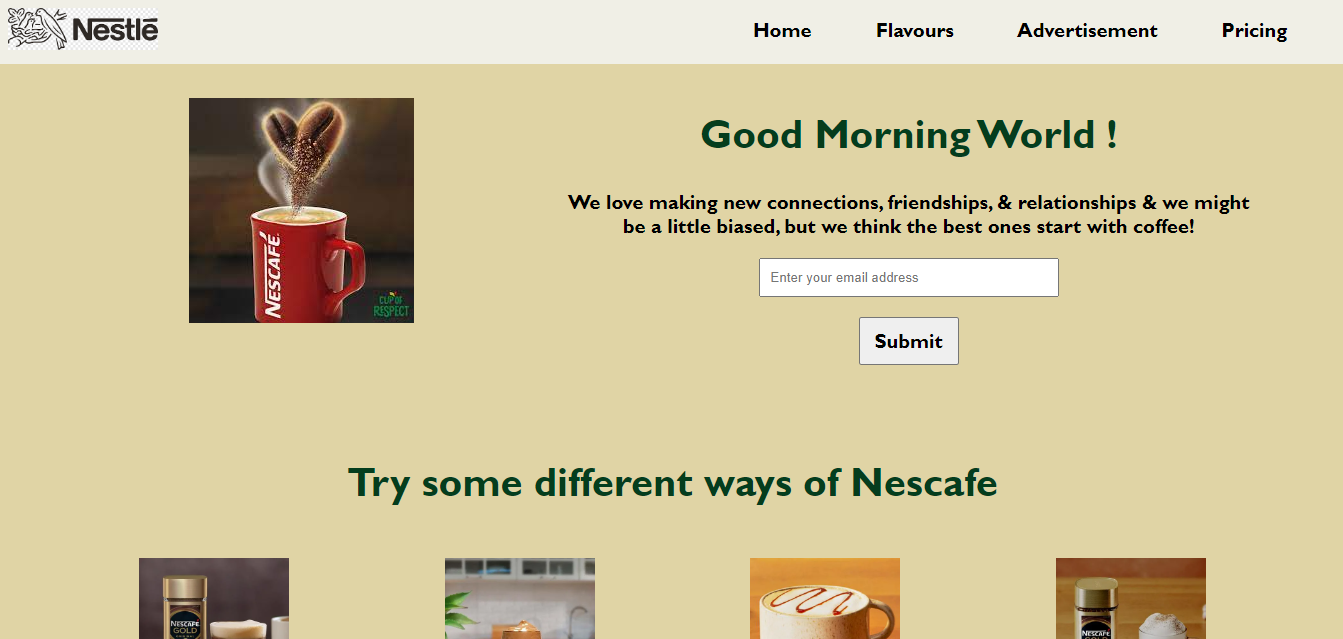 Nestlé
Home
Flavours
Advertisement
Pricing
NESCAFÉ
CUP OF
RESPECT
Good Morning World !
We love making new connections, friendships, & relationships & we might
be a little biased, but we think the best ones start with coffee!
Enter your email address
Submit
Try some different ways of Nescafe
NESCAFÉ
GOLD
NESCAFÉ
GOLD